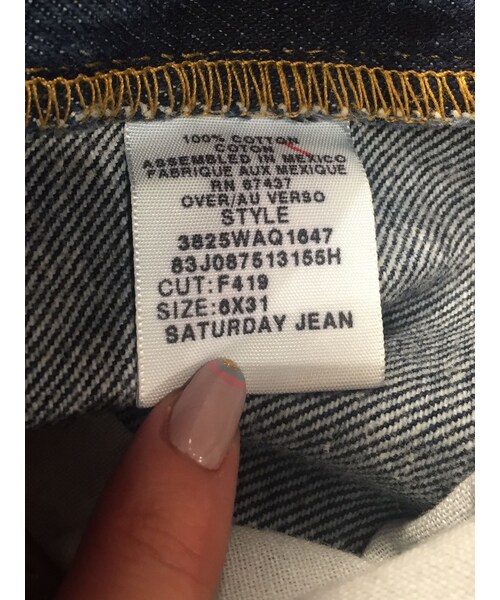 100% COTTON
COTON
ASSEMBLED IN MEXICO
FABRIQUE AUX MEXIQUE
RN 67437
OVER/AU VERSO
STYLE
3825WAQ1647
83J087513155H
CUT:F419
SIZE:6X31
SATURDAY JEAN